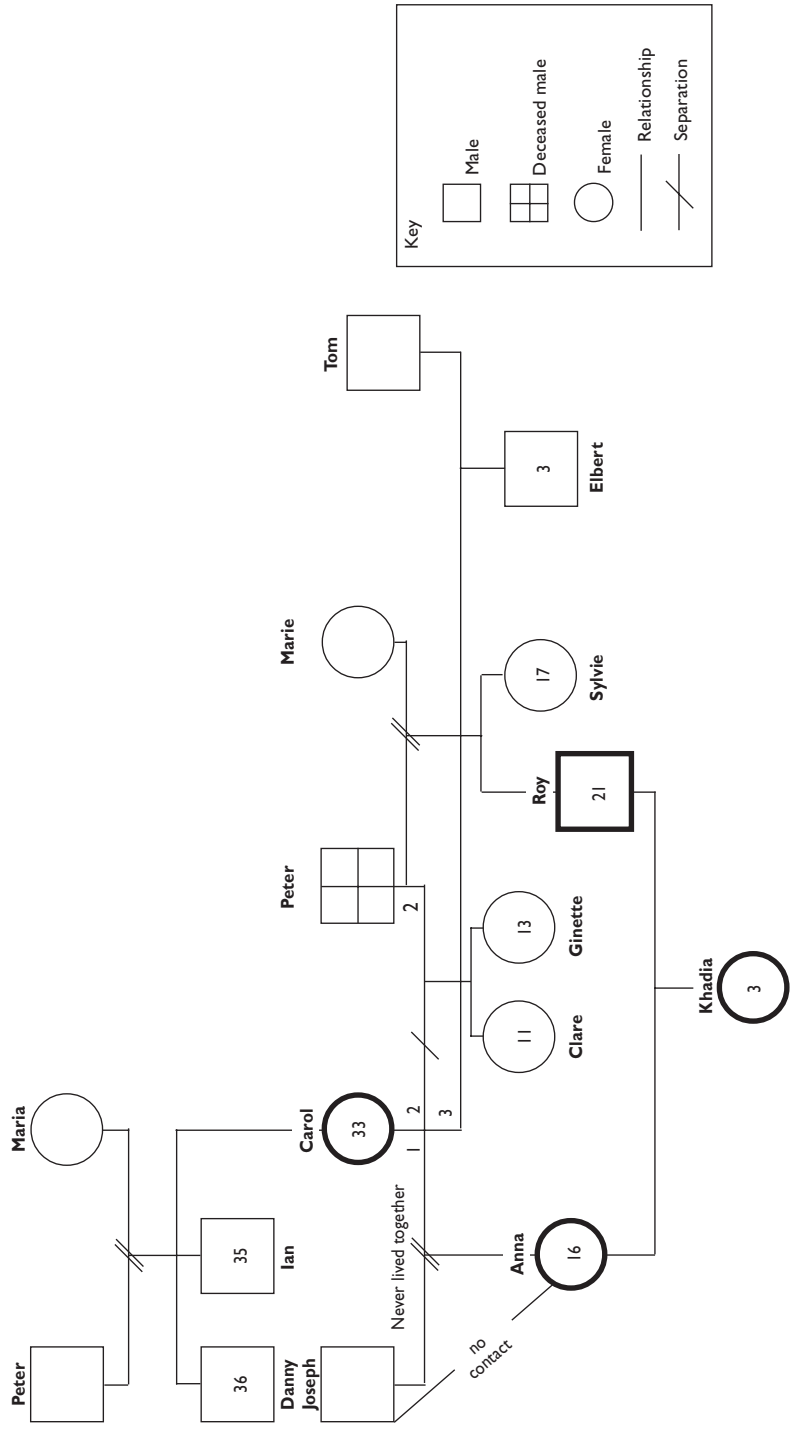 Peter
Maria
36
Danny
35
Ian
Carol
33
Joseph
Never lived together
1
2
3
Peter
2
Marie
Tom
no
contact
Anna
16
11
Clare
13
Ginette
Roy
21
17
Sylvie
3
Elbert
Khadia
3
Key
Male
Deceased male
Female
Relationship
Separation